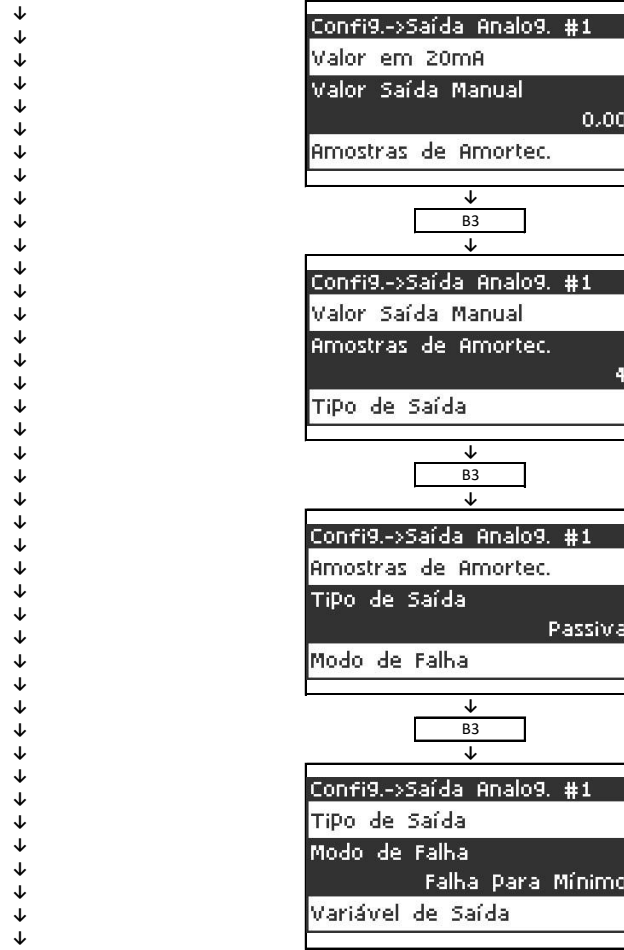 Config.->Saída Analog. #1
Valor em 20mA
Valor Saída Manual
0,00
Amostras de Amortec.
↓
B3
↓
Config.->Saída Analog. #1
Valor Saída Manual
Amostras de Amortec.
4
Tipo de Saída
↓
B3
↓
Config.->Saída Analog. #1
Amostras de Amortec.
Tipo de Saída
Passiva
Modo de Falha
↓
B3
↓
Config.->Saída Analog. #1
Tipo de Saída
Modo de Falha
Falha para Mínimo
Variável de Saída